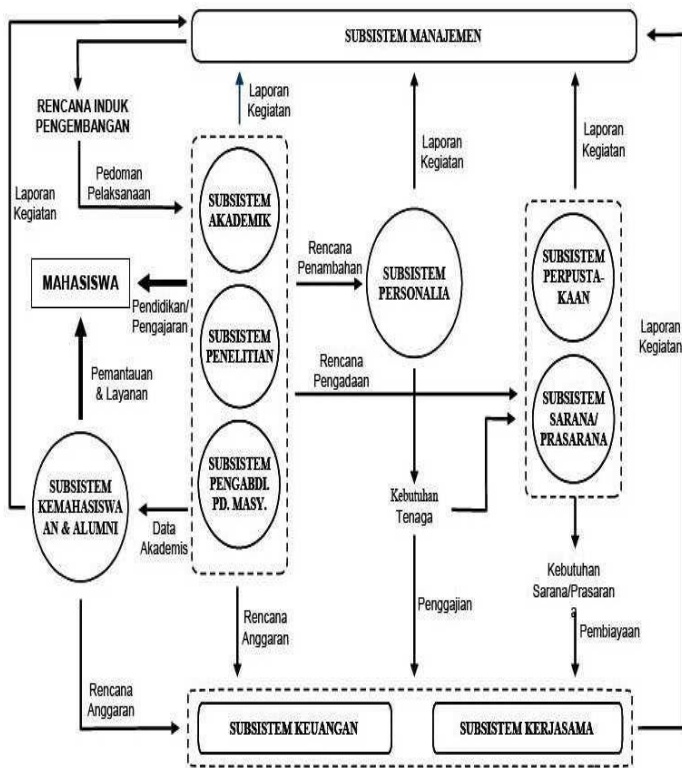 SUBSISTEM MANAJEMEN
RENCANA INDUK
PENGEMBANGAN
Laporan
Kegiatan
Laporan
Kegiatan
Laporan
Kegiatan
Pedoman
Pelaksanaan
Laporan
Kegiatan
SUBSISTEM
AKADEMIK
MAHASISWA
Pendidikan/
Pengajaran
Rencana
Penambahan
SUBSISTEM
PERSONALIA
SUBSISTEM
PERPUSTA-
KAAN
SUBSISTEM
PENELITIAN
Rencana
Pengadaan
Laporan
Kegiatan
Pemantauan
& Layanan
SUBSISTEM
SARANA/
PRASARANA
SUBSISTEM
KEMAHASISWA
AN & ALUMNI
Data
Akademis
SUBSISTEM
PENGABDI.
PD. MASY.
Kebutuhan
Tenaga
Kebutuhan
Sarana/Prasaran
a
Rencana
Anggaran
Penggajian
Pembiayaan
Rencana
Anggaran
SUBSISTEM KEUANGAN
SUBSISTEM KERJASAMA